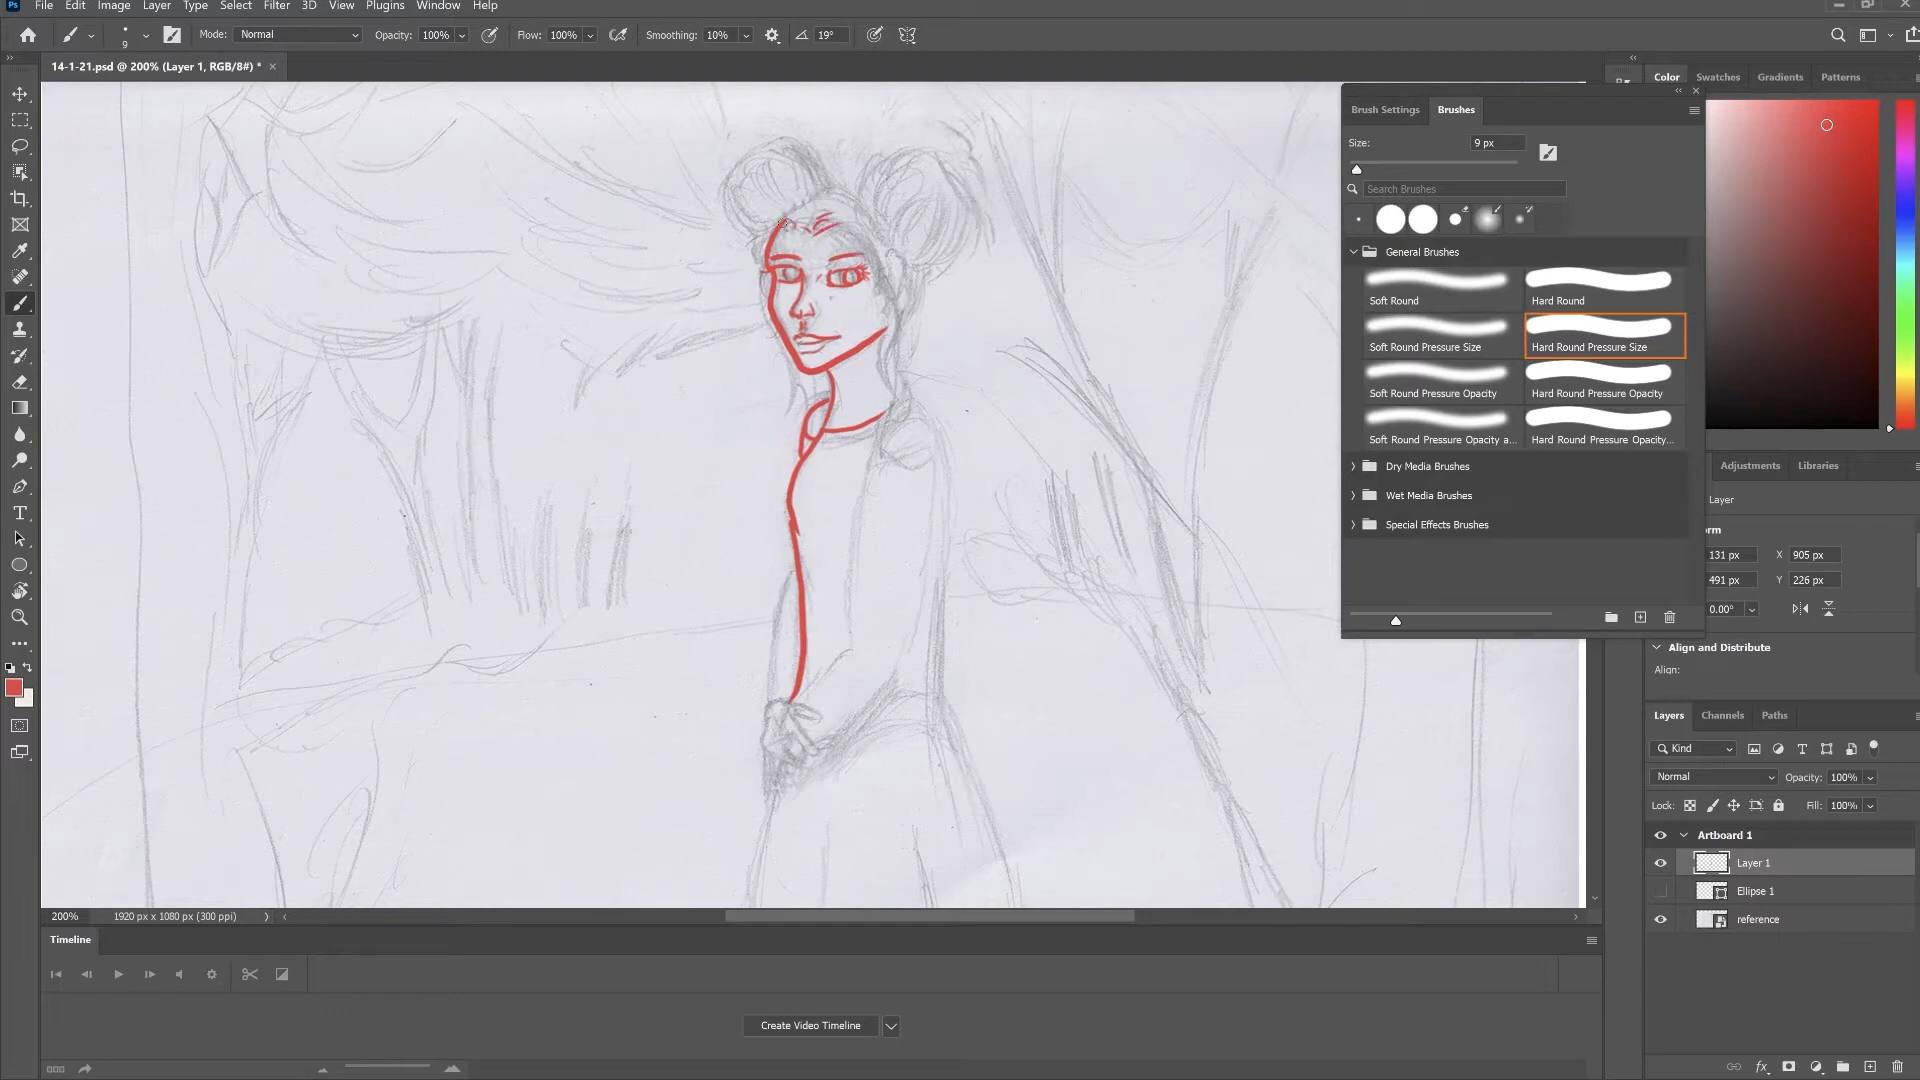 Ps File Edit Image Layer Type Select Filter 3D View Plugins Window Help
9 Mode: Normal Opacity: 100% Flow: 100% Smoothing: 10% 19°
14-1-21.psd @ 200% (Layer 1, RGB/8#) * ×
Color Swatches Gradients Patterns
Brush Settings Brushes
Size: 9 px
Search Brushes
General Brushes
Soft Round Hard Round
Soft Round Pressure Size Hard Round Pressure Size
Soft Round Pressure Opacity Hard Round Pressure Opacity
Soft Round Pressure Opacity a... Hard Round Pressure Opacity...
Dry Media Brushes
Wet Media Brushes
Special Effects Brushes
Adjustments Libraries
Layer
orm
131 px X 905 px
491 px Y 226 px
0.00°
Align and Distribute
Align:
Layers Channels Paths
Kind
Normal Opacity: 100%
Lock: Fill: 100%
Artboard 1
Layer 1
Ellipse 1
reference
200% 1920 px x 1080 px (300 ppi)
Timeline
Create Video Timeline